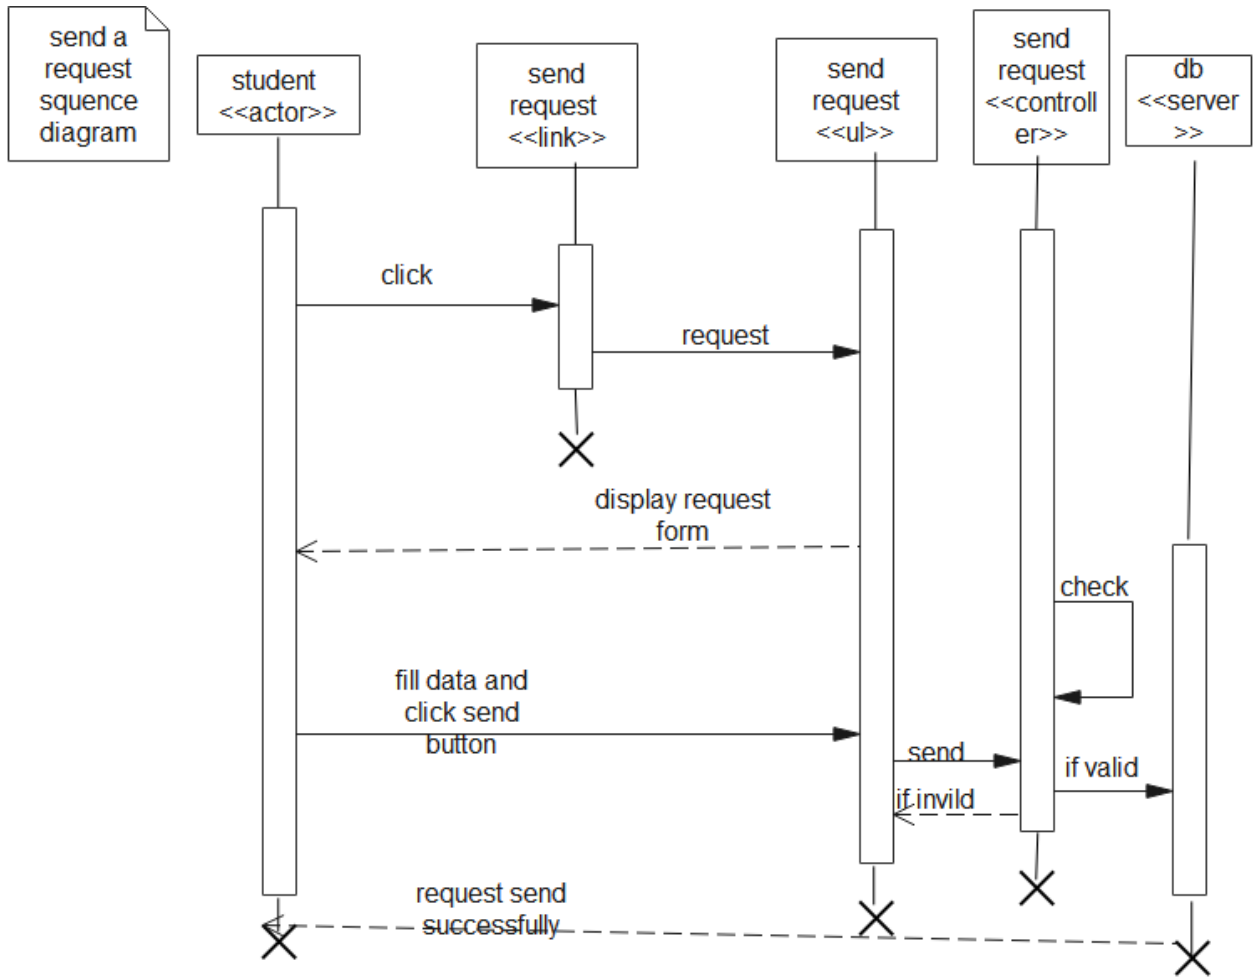 send a
request
squence
diagram
student
<<actor>>
send
request
<<link>>
send
request
<<ul>>
send
request
<<controll
er>>
db
<<server
>>
click
request
display request
form
check
fill data and
click send
button
send
if valid
if invild
request send
successfully